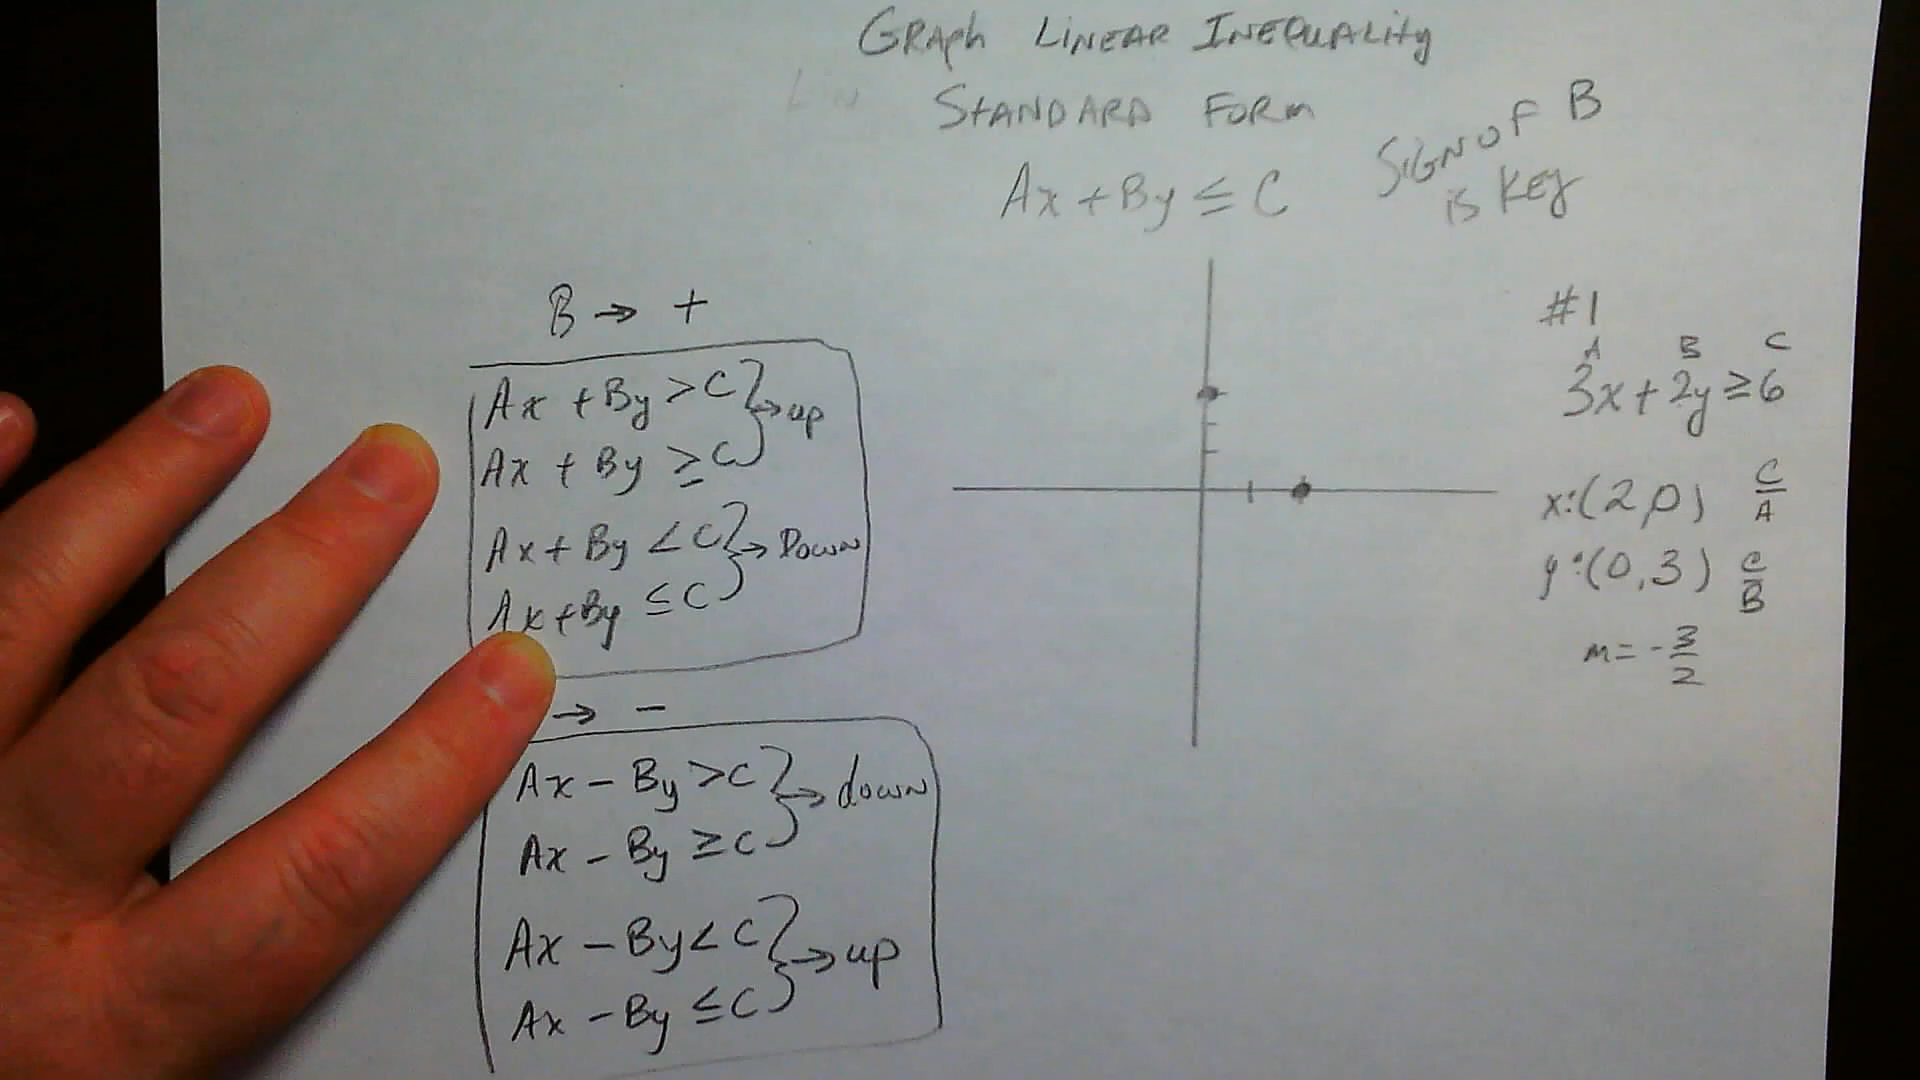 GRAPh LINEAR INEQUALity
STANDARD FORM
Ax + By ≤ C
SIGN OF B
is KEy
B → +
Ax + By > C
Ax + By ≥ C
→ up
Ax + By < C
Ax + By ≤ C
→ Down
→ -
Ax - By > C
Ax - By ≥ C
→ down
Ax - By < C
Ax - By ≤ C
→ up
#1
A B C
3x + 2y ≥ 6
x: (2,0) C/A
y: (0,3) C/B
m = - 3/2